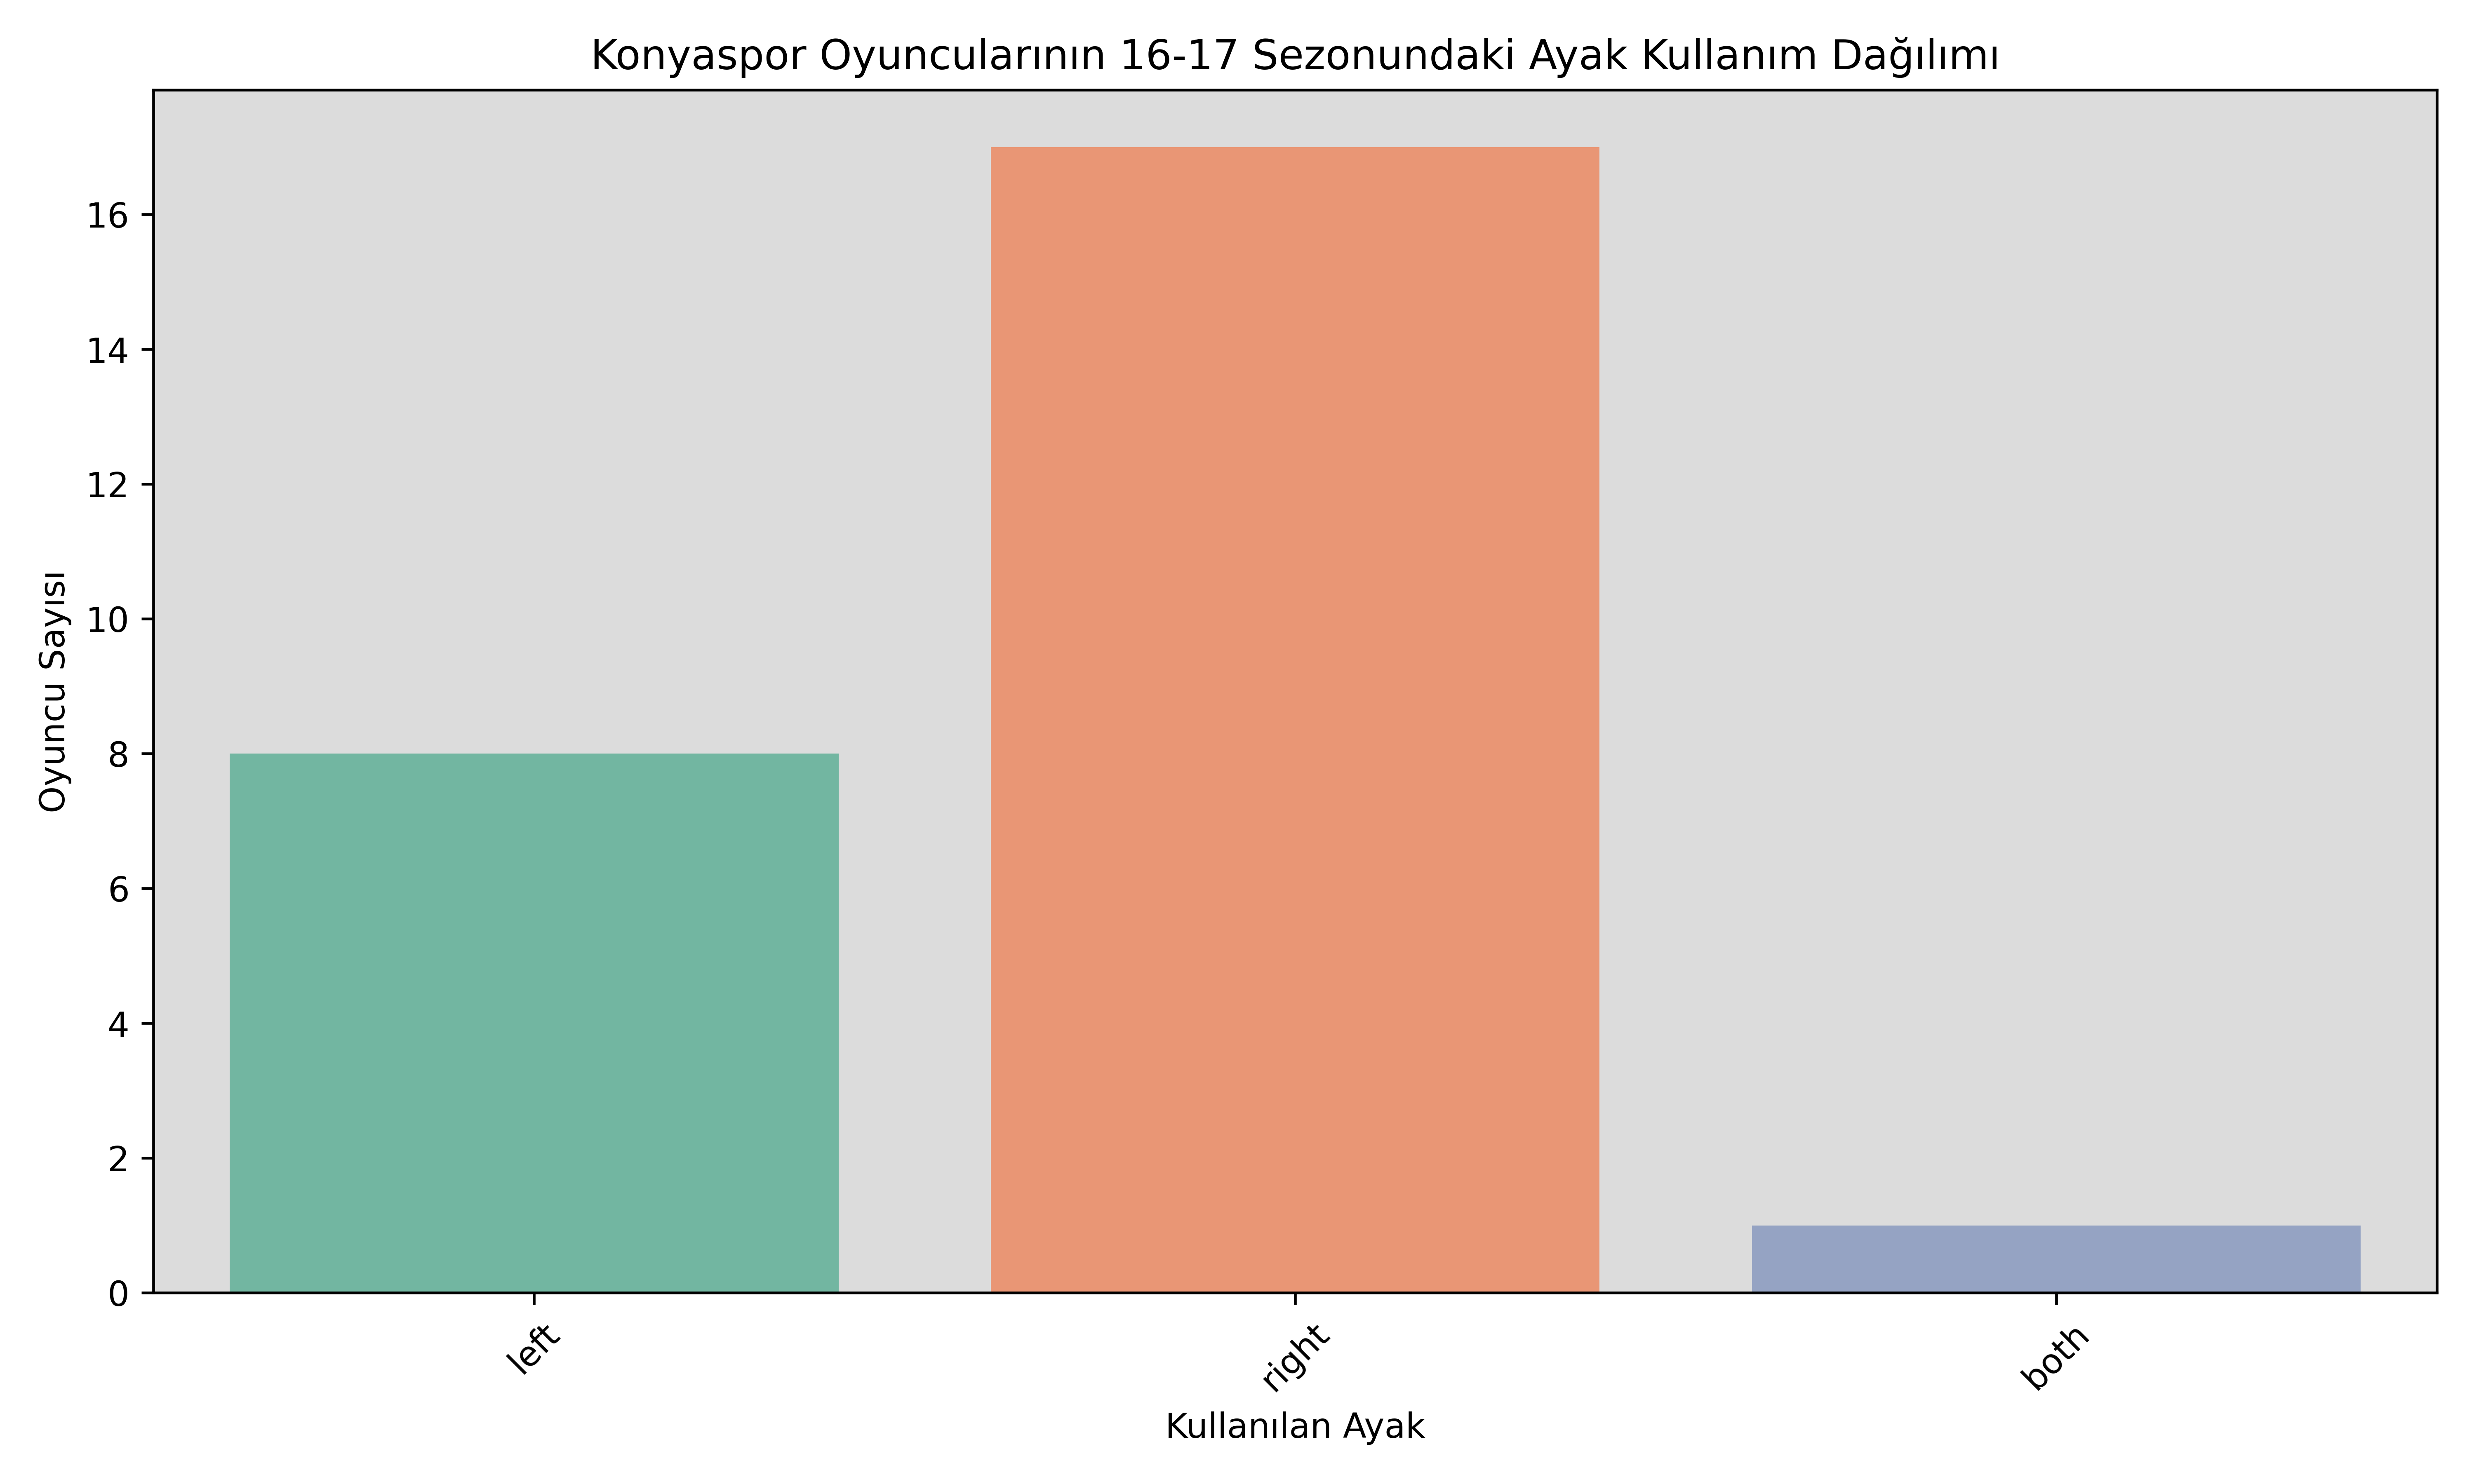 Konyaspor Oyuncularının 16-17 Sezonundaki Ayak Kullanım Dağılımı
Oyuncu Sayısı
16
14
12
10
8
6
4
2
0
left
right
both
Kullanılan Ayak